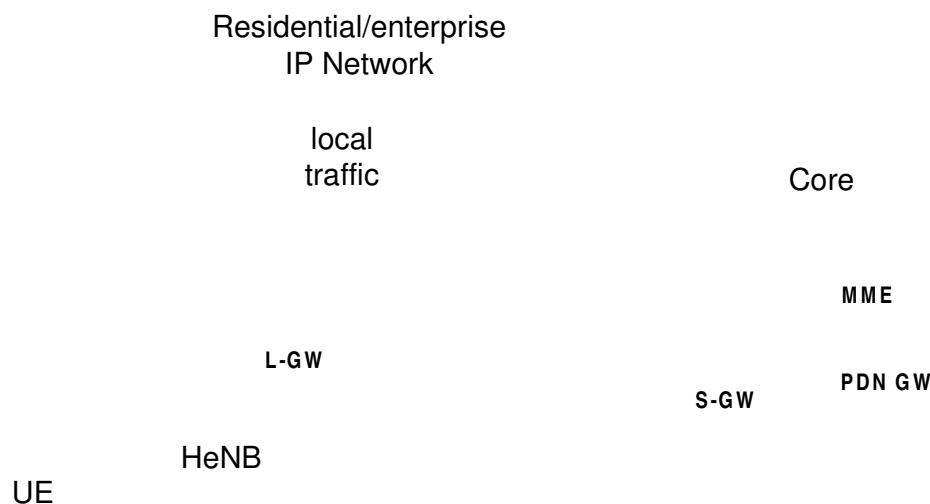 Residential/enterprise
IP Network
local
traffic
Core
MME
L-GW
PDN GW
S-GW
HeNB
UE